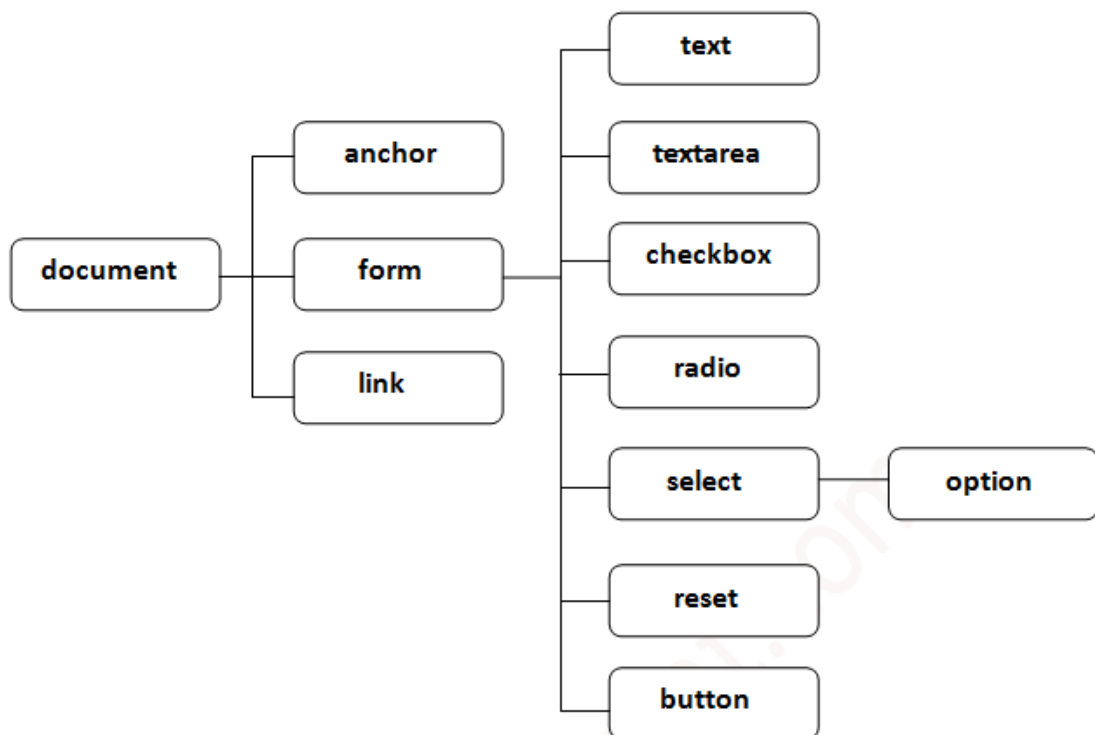 document
anchor
form
link
text
textarea
checkbox
radio
select
option
reset
button